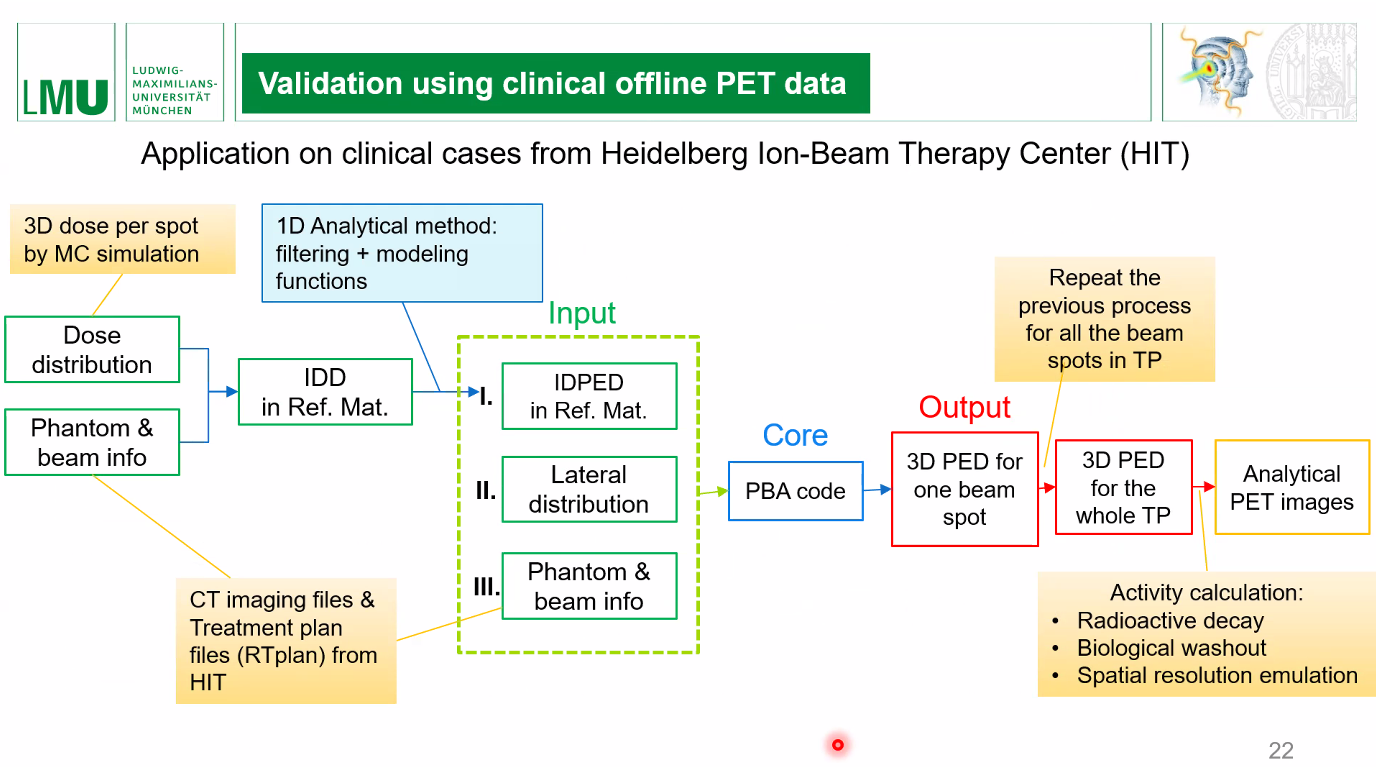 LMU
LUDWIG-
MAXIMILIANS-
UNIVERSITÄT
MÜNCHEN
Validation using clinical offline PET data
Application on clinical cases from Heidelberg Ion-Beam Therapy Center (HIT)
3D dose per spot
by MC simulation
1D Analytical method:
filtering + modeling
functions
Dose
distribution
Phantom &
beam info
IDD
in Ref. Mat.
Input
I.
IDPED
in Ref. Mat.
II.
Lateral
distribution
III.
Phantom &
beam info
CT imaging files &
Treatment plan
files (RTplan) from
HIT
Core
PBA code
Output
3D PED for
one beam
spot
Repeat the
previous process
for all the beam
spots in TP
3D PED
for the
whole TP
Analytical
PET images
Activity calculation:
• Radioactive decay
• Biological washout
• Spatial resolution emulation
22